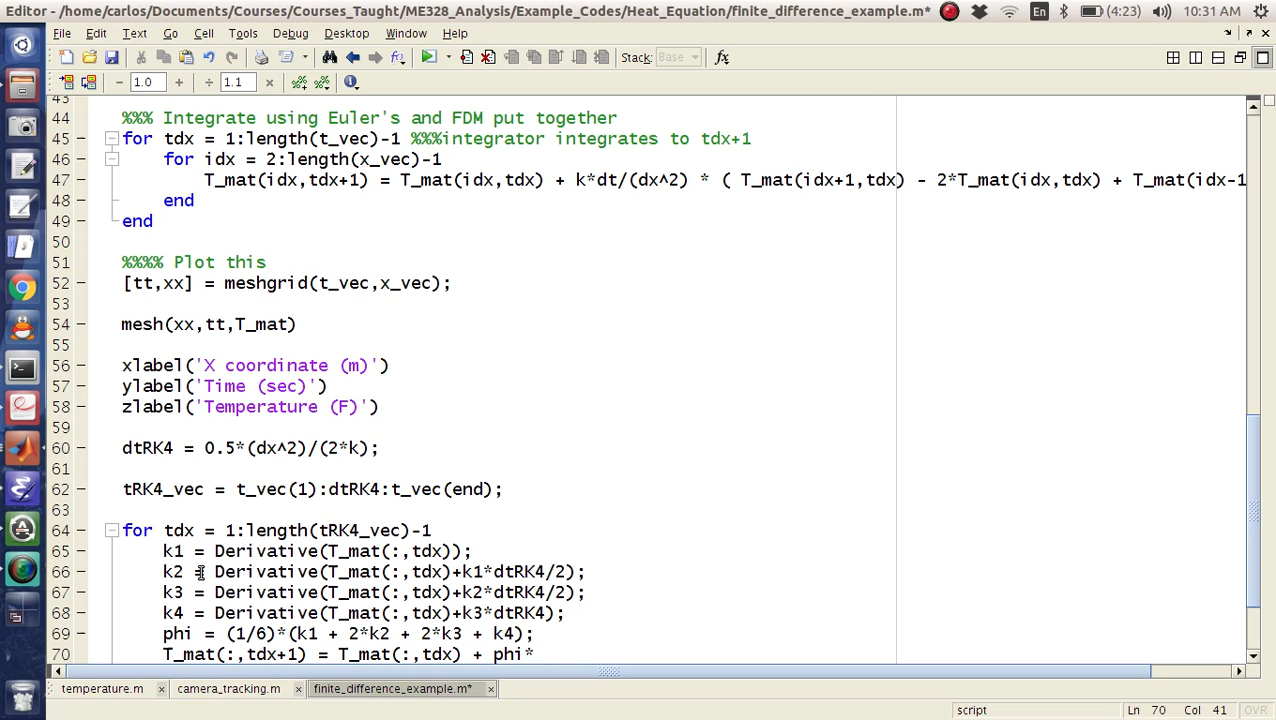 Editor - /home/carlos/Documents/Courses/Courses_Taught/ME323_Analysis/Example_Codes/Heat_Equation/finite_difference_example.m* En (4:23) 10:31 AM
File Edit Text Go Cell Tools Debug Desktop Window Help
Stack: Base fx
− 1.0 + ÷ 1.1 ×
43
44 %%% Integrate using Euler's and FDM put together
45 for tdx = 1:length(t_vec)-1 %%%integrator integrates to tdx+1
46 for idx = 2:length(x_vec)-1
47 T_mat(idx,tdx+1) = T_mat(idx,tdx) + k*dt/(dx^2) * ( T_mat(idx+1,tdx) - 2*T_mat(idx,tdx) + T_mat(idx-1
48 end
49 end
50
51 %%%% Plot this
52 [tt,xx] = meshgrid(t_vec,x_vec);
53
54 mesh(xx,tt,T_mat)
55
56 xlabel('X coordinate (m)')
57 ylabel('Time (sec)')
58 zlabel('Temperature (F)')
59
60 dtRK4 = 0.5*(dx^2)/(2*k);
61
62 tRK4_vec = t_vec(1):dtRK4:t_vec(end);
63
64 for tdx = 1:length(tRK4_vec)-1
65 k1 = Derivative(T_mat(:,tdx));
66 k2 = Derivative(T_mat(:,tdx)+k1*dtRK4/2);
67 k3 = Derivative(T_mat(:,tdx)+k2*dtRK4/2);
68 k4 = Derivative(T_mat(:,tdx)+k3*dtRK4);
69 phi = (1/6)*(k1 + 2*k2 + 2*k3 + k4);
70 T_mat(:,tdx+1) = T_mat(:,tdx) + phi*
temperature.m × camera_tracking.m × finite_difference_example.m* ×
script Ln 70 Col 41 OVR